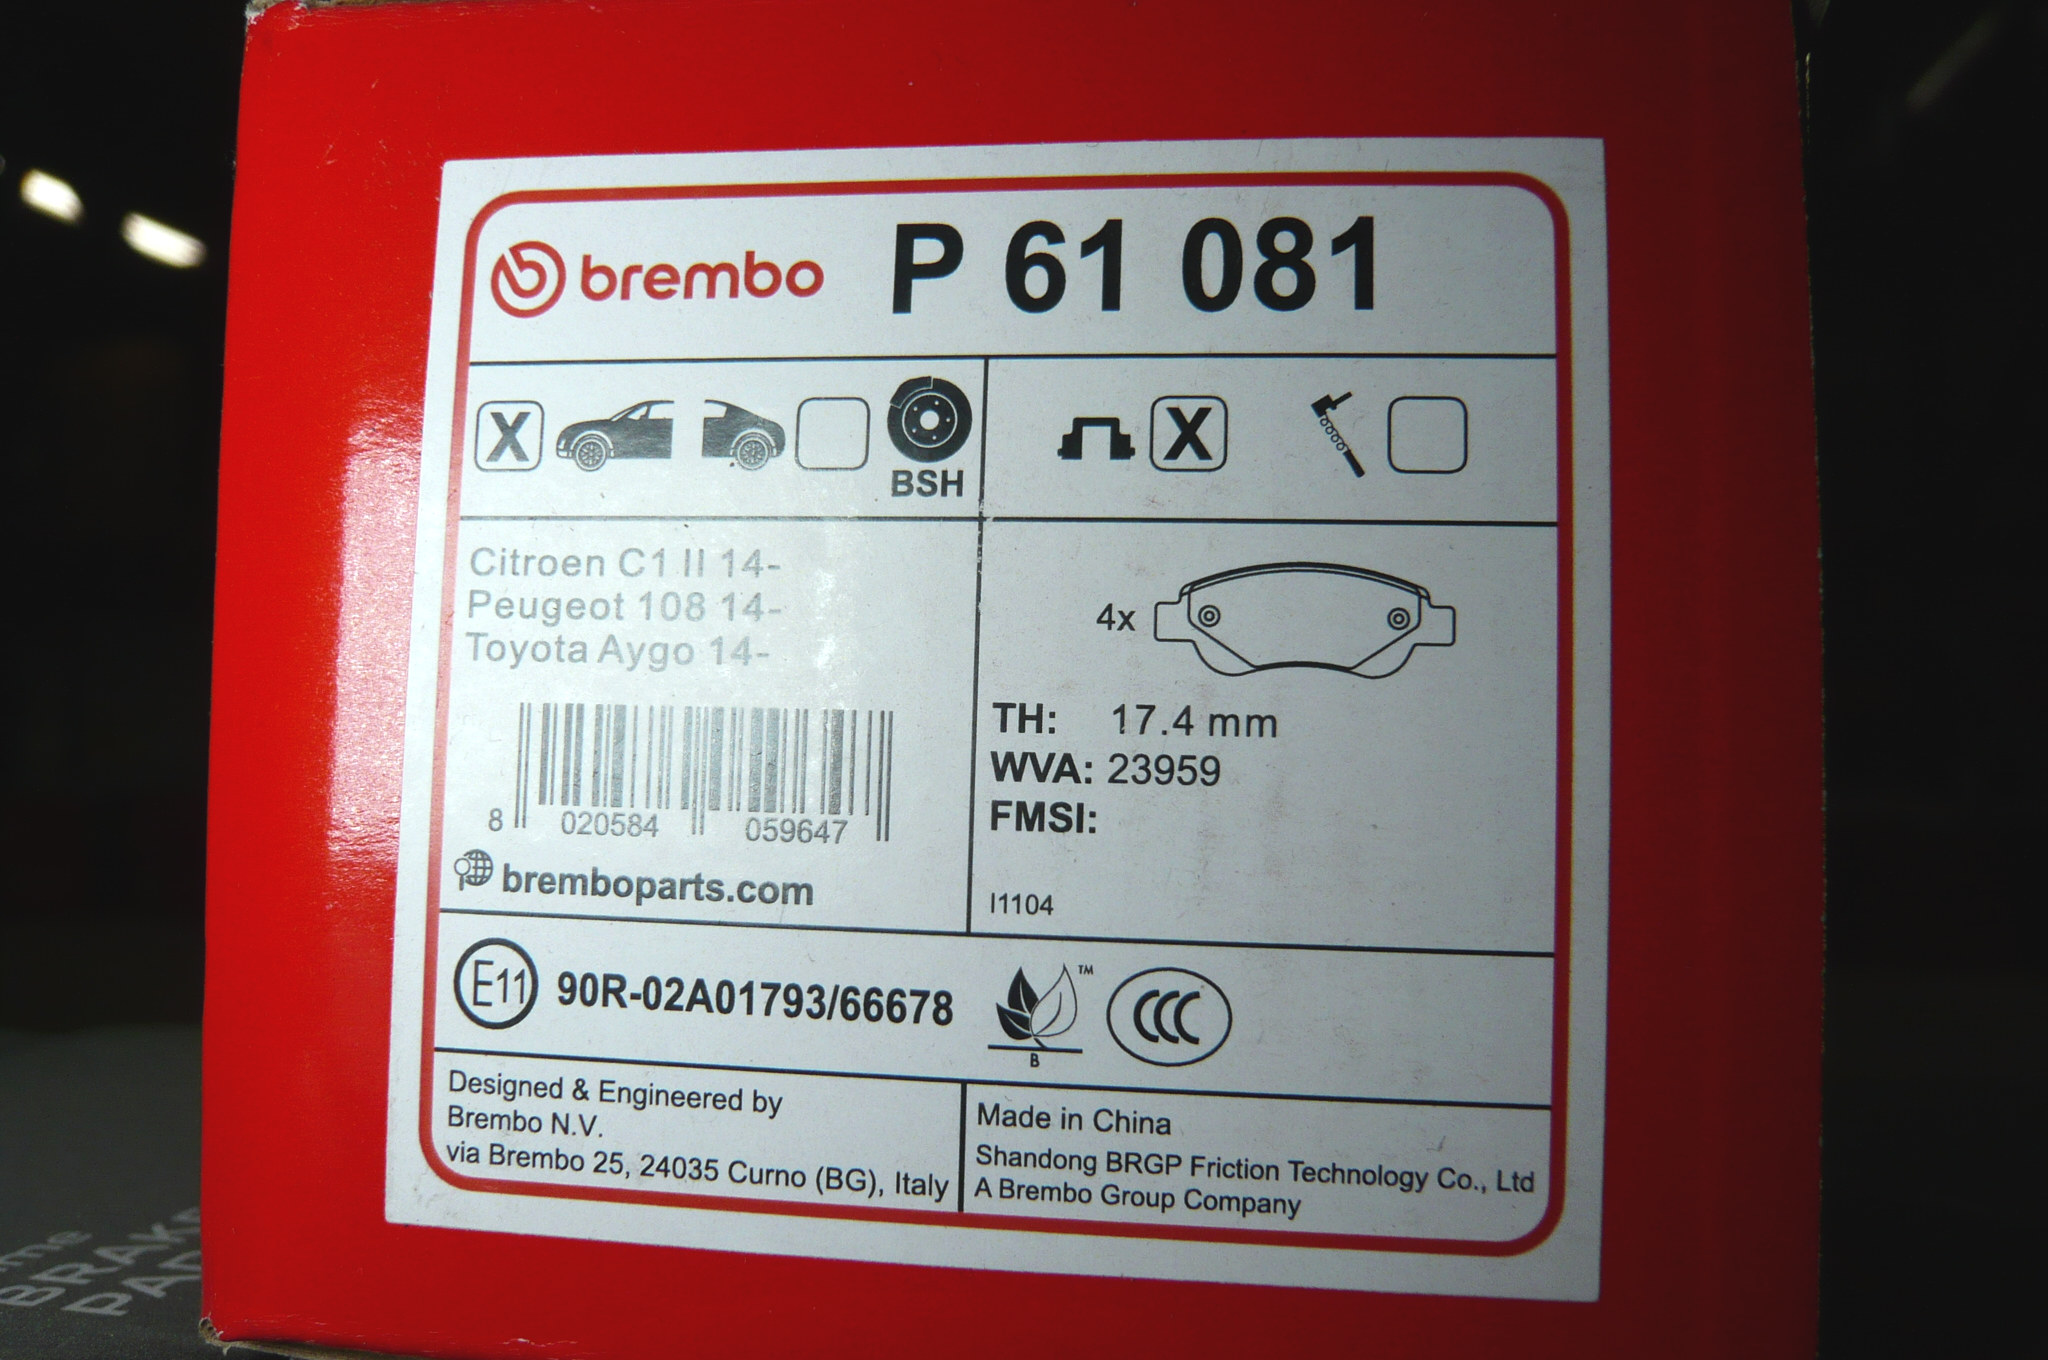 brembo P 61 081
X
BSH
X
Citroen C1 II 14-
Peugeot 108 14-
Toyota Aygo 14-
4x
TH: 17.4 mm
WVA: 23959
FMSI:
8 020584 059647
bremboparts.com
I1104
E11 90R-02A01793/66678
TM
B
CCC
Designed & Engineered by
Brembo N.V.
via Brembo 25, 24035 Curno (BG), Italy
Made in China
Shandong BRGP Friction Technology Co., Ltd
A Brembo Group Company
BRAKE